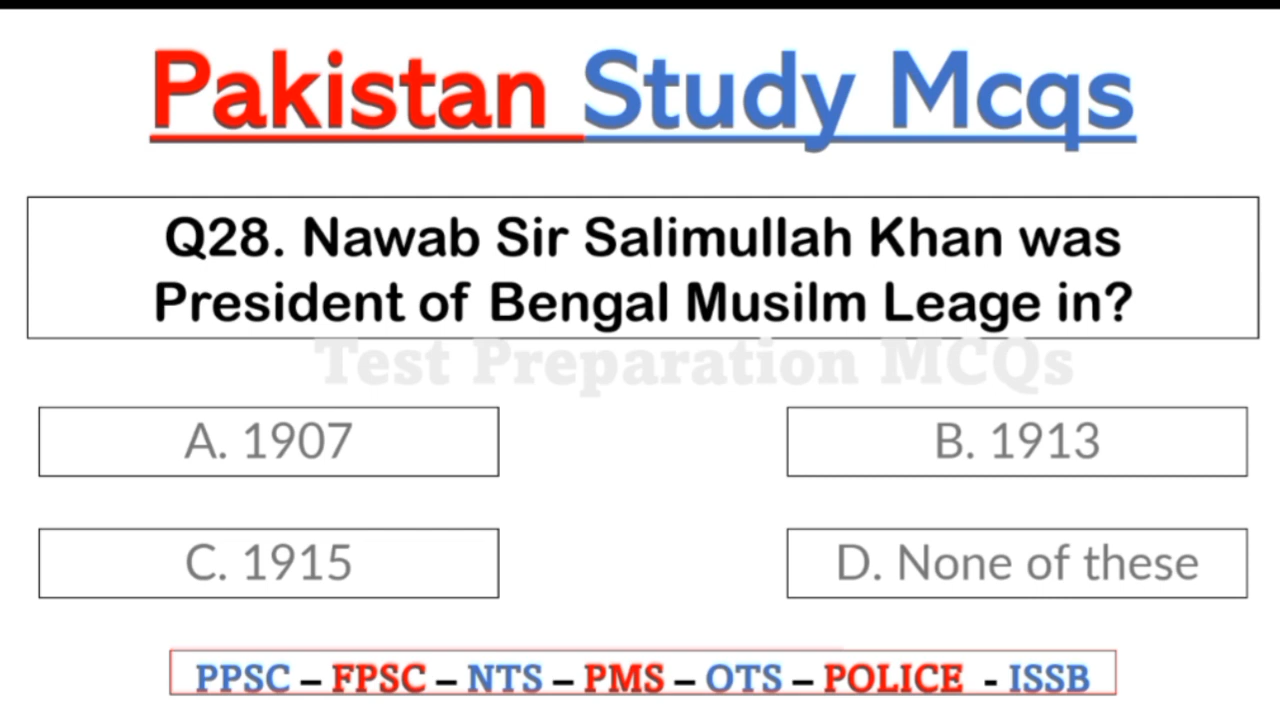 Pakistan Study Mcqs
Q28. Nawab Sir Salimullah Khan was
President of Bengal Musilm Leage in?
Test Preparation MCQs
A. 1907
B. 1913
C. 1915
D. None of these
PPSC – FPSC – NTS – PMS – OTS – POLICE - ISSB